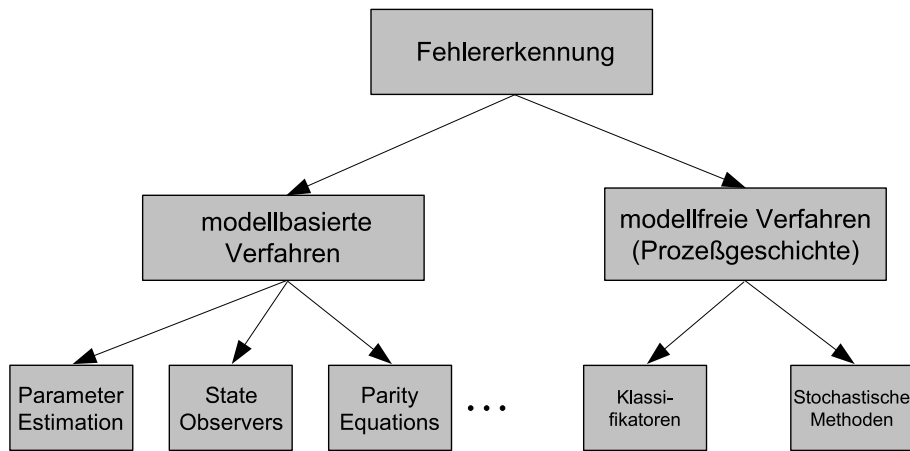 Fehlererkennung
modellbasierte
Verfahren
modellfreie Verfahren
(Prozeßgeschichte)
Parameter
Estimation
State
Observers
Parity
Equations
...
Klassi-
fikatoren
Stochastische
Methoden